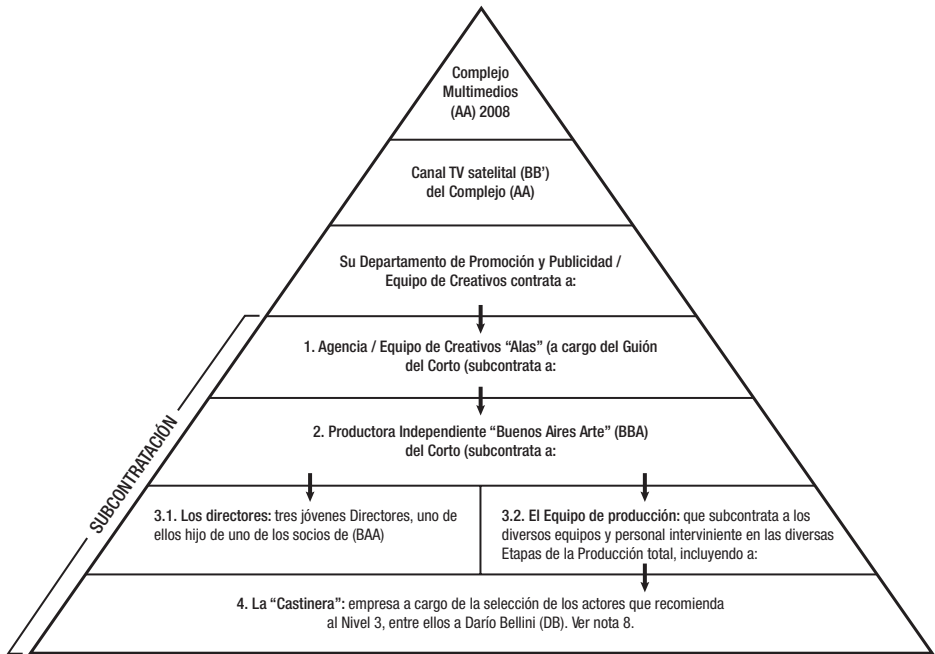 Complejo
Multimedios
(AA) 2008
Canal TV satelital (BB’)
del Complejo (AA)
Su Departamento de Promoción y Publicidad /
Equipo de Creativos contrata a:
1. Agencia / Equipo de Creativos “Alas” (a cargo del Guión
del Corto (subcontrata a:
2. Productora Independiente “Buenos Aires Arte” (BBA)
del Corto (subcontrata a:
SUBCONTRATACIÓN
3.1. Los directores: tres jóvenes Directores, uno de
ellos hijo de uno de los socios de (BAA)
3.2. El Equipo de producción: que subcontrata a los
diversos equipos y personal interviniente en las diversas
Etapas de la Producción total, incluyendo a:
4. La “Castinera”: empresa a cargo de la selección de los actores que recomienda
al Nivel 3, entre ellos a Darío Bellini (DB). Ver nota 8.